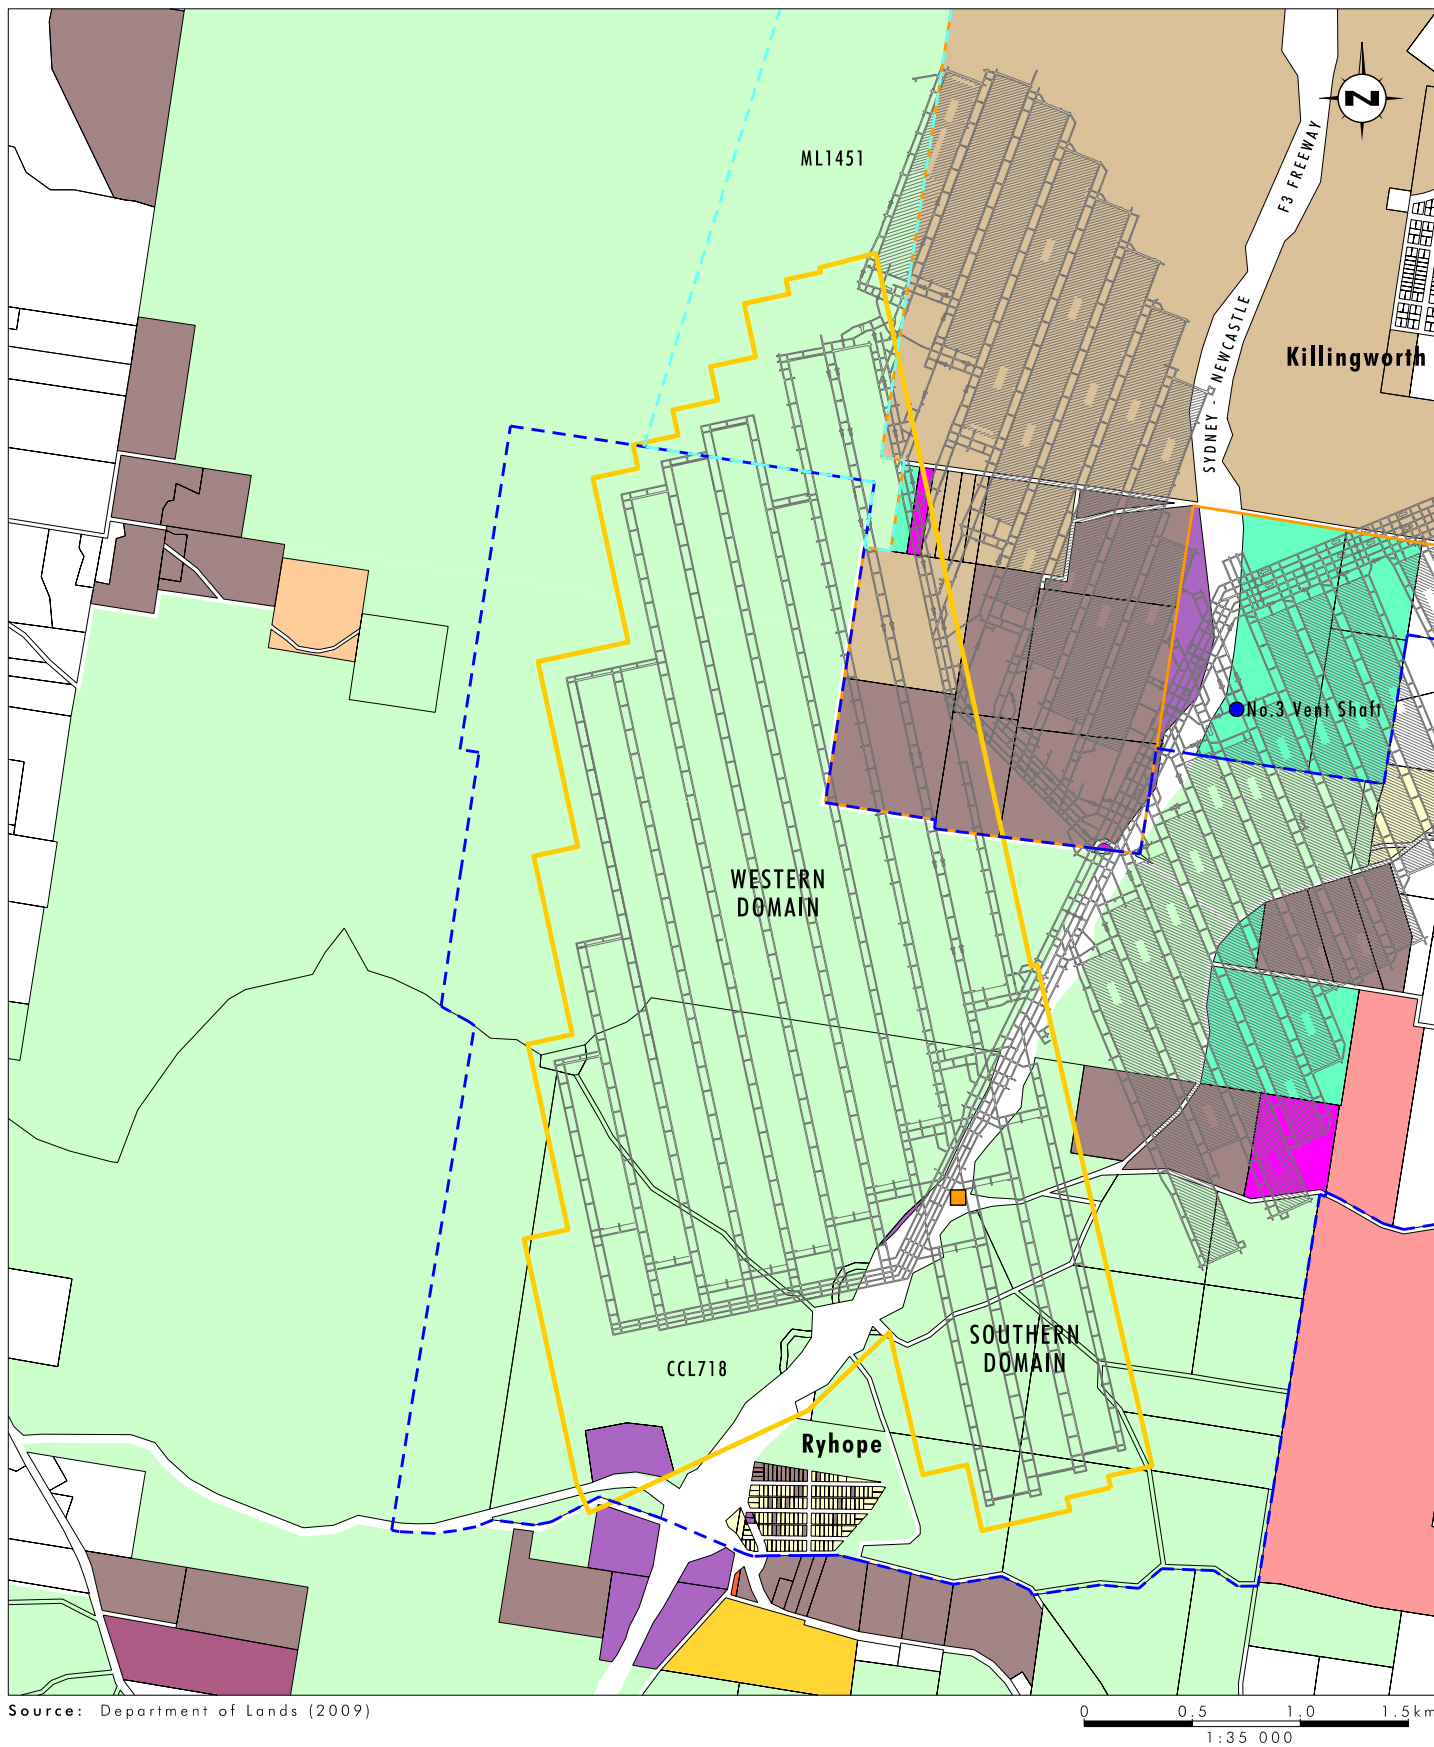 ML1451
N
F3 FREEWAY
SYDNEY - NEWCASTLE
Killingworth
No.3 Vent Shaft
WESTERN
DOMAIN
SOUTHERN
DOMAIN
CCL718
Ryhope
Source: Department of Lands (2009)
0 0.5 1.0 1.5km
1:35 000